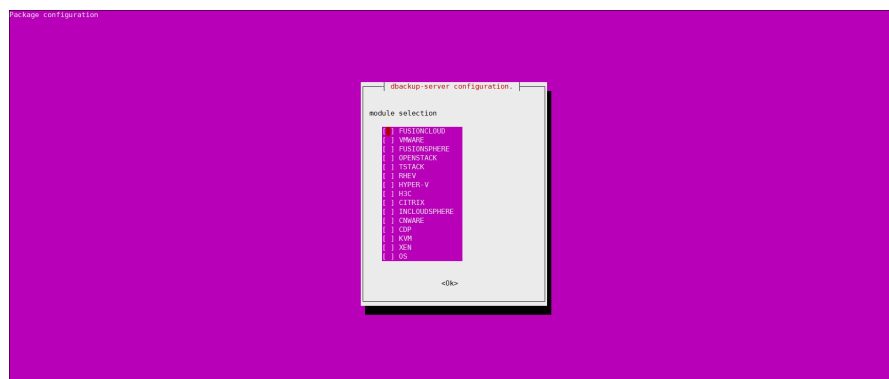 Package configuration
dbackup-server configuration.
module selection
[ ] FUSIONCLOUD
[ ] VMWARE
[ ] FUSIONSPHERE
[ ] OPENSTACK
[ ] TSTACK
[ ] RHEV
[ ] HYPER-V
[ ] H3C
[ ] CITRIX
[ ] INCLOUDSPHERE
[ ] CNWARE
[ ] CDP
[ ] KVM
[ ] XEN
[ ] OS
<Ok>